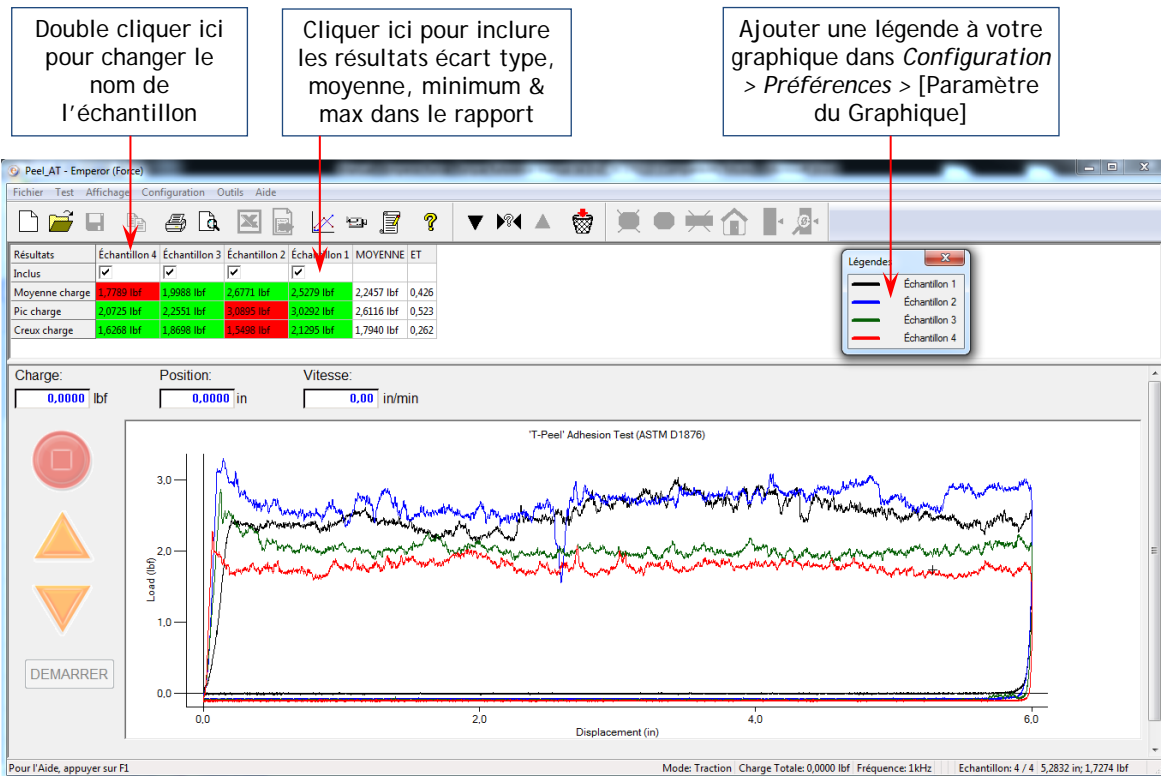 Double cliquer ici
pour changer le
nom de
l'échantillon
Cliquer ici pour inclure
les résultats écart type,
moyenne, minimum &
max dans le rapport
Ajouter une légende à votre
graphique dans Configuration
> Préférences > [Paramètre
du Graphique]
Peel_AT - Emperor (Force)
Fichier Test Affichage Configuration Outils Aide
Résultats Échantillon 4 Échantillon 3 Échantillon 2 Échantillon 1 MOYENNE ET
Inclus
Moyenne charge 1,7789 lbf 1,9988 lbf 2,6771 lbf 2,5279 lbf 2,2457 lbf 0,426
Pic charge 2,0725 lbf 2,2551 lbf 3,0895 lbf 3,0292 lbf 2,6116 lbf 0,523
Creux charge 1,6268 lbf 1,8698 lbf 1,5498 lbf 2,1295 lbf 1,7940 lbf 0,262
Légende:
Échantillon 1
Échantillon 2
Échantillon 3
Échantillon 4
Charge: Position: Vitesse:
0,0000 lbf 0,0000 in 0,00 in/min
DEMARRER
'T-Peel' Adhesion Test (ASTM D1876)
Load (lbf)
3,0
2,0
1,0
0,0
0,0 2,0 4,0 6,0
Displacement (in)
Pour l'Aide, appuyer sur F1 Mode: Traction Charge Totale: 0,0000 lbf Fréquence: 1kHz Echantillon: 4 / 4 5,2832 in; 1,7274 lbf